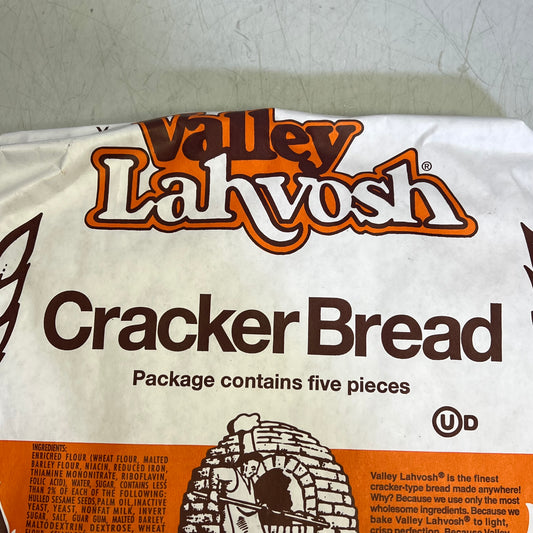 Valley
Lahvosh®
Cracker Bread
Package contains five pieces
UD
INGREDIENTS:
ENRICHED FLOUR (WHEAT FLOUR, MALTED
BARLEY FLOUR, NIACIN, REDUCED IRON,
THIAMINE MONONITRATE, RIBOFLAVIN,
FOLIC ACID), WATER, SUGAR, CONTAINS LESS
THAN 2% OF EACH OF THE FOLLOWING:
HULLED SESAME SEEDS, PALM OIL, INACTIVE
YEAST, YEAST, NONFAT MILK, INVERT
SUGAR, SALT, GUAR GUM, MALTED BARLEY,
MALTODEXTRIN, DEXTROSE, WHEAT
Valley Lahvosh® is the finest
cracker-type bread made anywhere!
Why? Because we use only the most
wholesome ingredients. Because we
bake Valley Lahvosh® to light,
crisp perfection. Because Valley